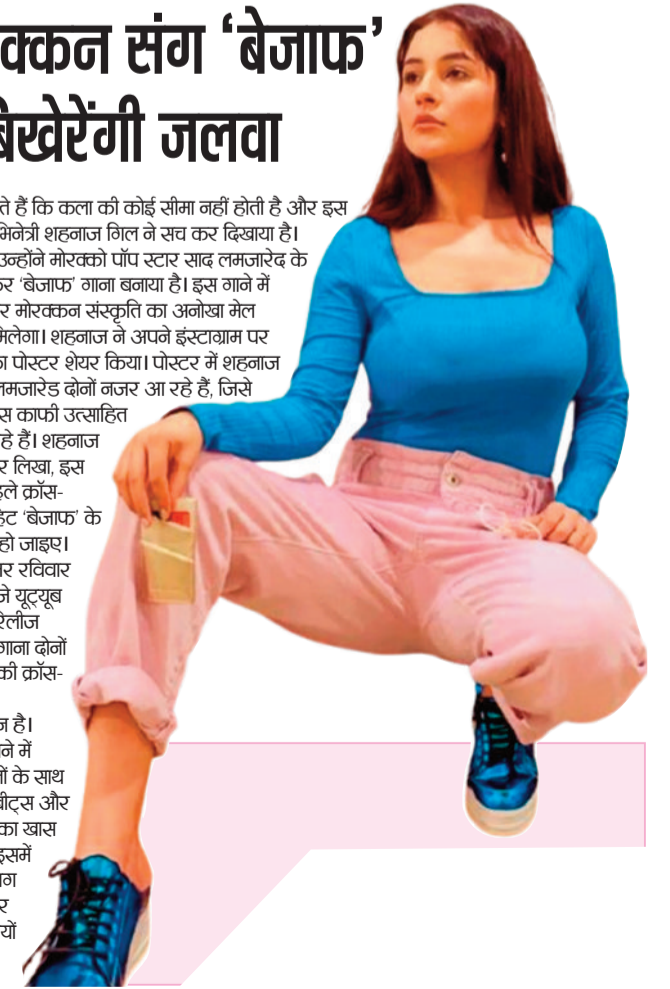 क्कन संग ‘बेजाफ’
बिखेरेंगी जलवा
ते हैं कि कला की कोई सीमा नहीं होती है और इस
भिनेत्री शहनाज गिल ने सच कर दिखाया है।
उन्होंने मोरक्को पॉप स्टार साद लमजारेद के
कर ‘बेजाफ’ गाना बनाया है। इस गाने में
र मोरक्कन संस्कृति का अनोखा मेल
मिलेगा। शहनाज ने अपने इंस्टाग्राम पर
का पोस्टर शेयर किया। पोस्टर में शहनाज
लमजारेड दोनों नजर आ रहे हैं, जिसे
स काफी उत्साहित
हे हैं। शहनाज
र लिखा, इस
हले क्रॉस-
हिट ‘बेजाफ’ के
हो जाइए।
र रविवार
ने यूट्यूब
रिलीज
गाना दोनों
की क्रॉस-
न है।
ने में
ों के साथ
बीट्स और
का खास
इसमें
ाग
र
यों